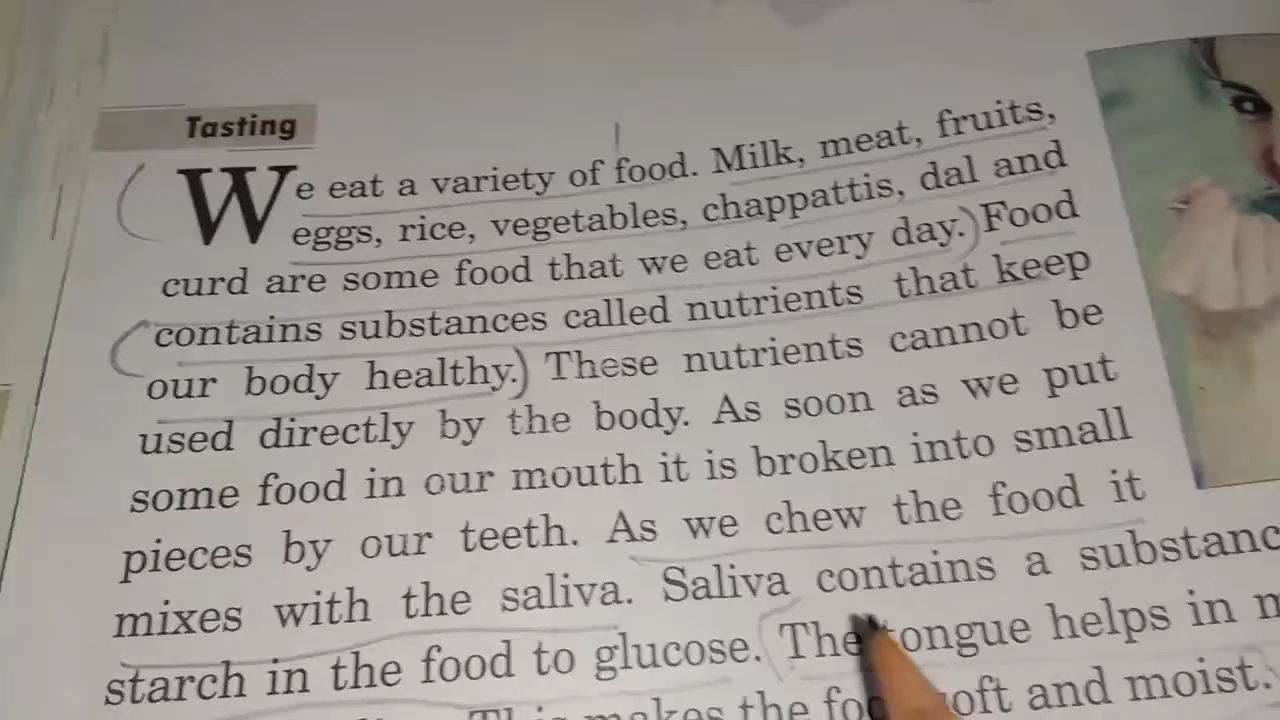 Tasting
We eat a variety of food. Milk, meat, fruits,
eggs, rice, vegetables, chappattis, dal and
curd are some food that we eat every day. Food
contains substances called nutrients that keep
our body healthy. These nutrients cannot be
used directly by the body. As soon as we put
some food in our mouth it is broken into small
pieces by our teeth. As we chew the food it
mixes with the saliva. Saliva contains a substanc
starch in the food to glucose. The tongue helps in
makes the soft and moist.